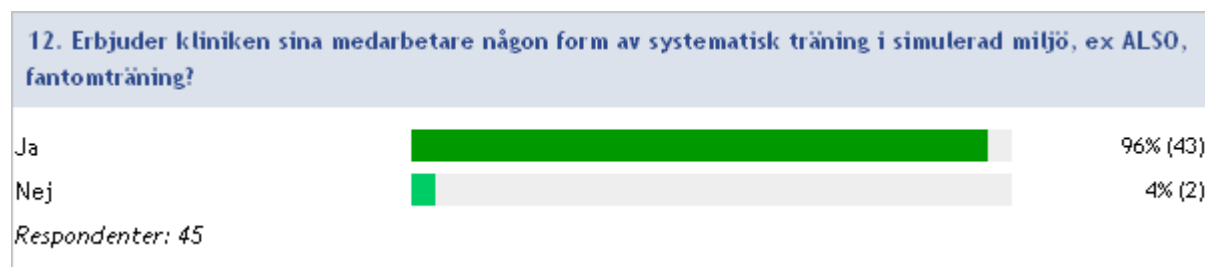 12. Erbjuder kliniken sina medarbetare någon form av systematisk träning i simulerad miljö, ex ALSO,
fantomträning?
Ja 96% (43)
Nej 4% (2)
Respondenter: 45